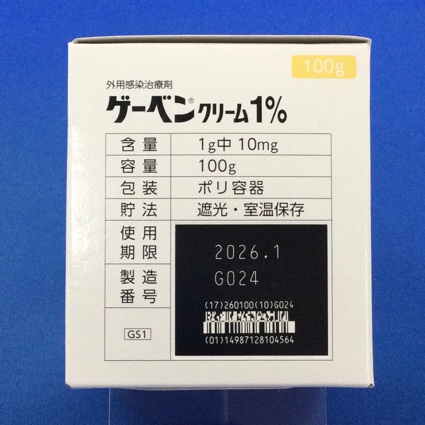 100g
外用感染治療剤
ゲーベン®クリーム1%
含量 1g中 10mg
容量 100g
包装 ポリ容器
貯法 遮光・室温保存
使用期限 2026.1
製造番号 G024
(17)260100(10)G024
(01)14987128104564
GS1